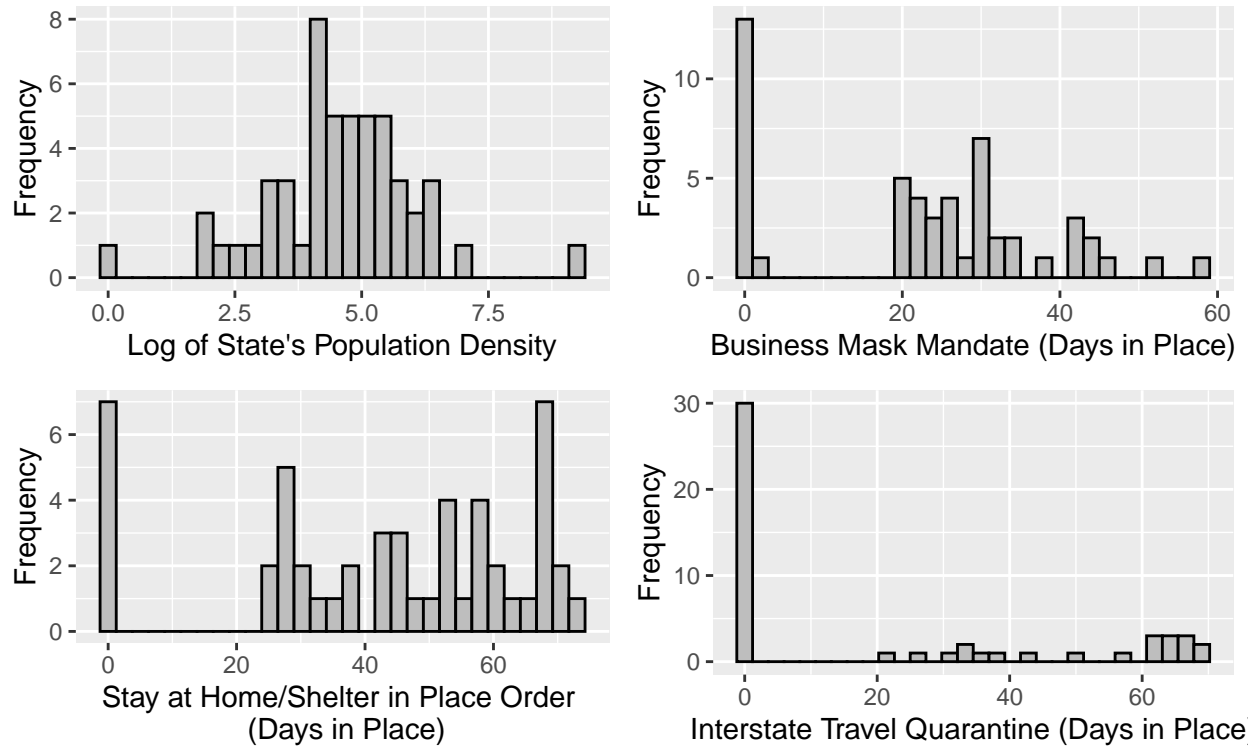 8
6
4
2
0
Frequency
0.0 2.5 5.0 7.5
Log of State's Population Density
10
5
0
Frequency
0 20 40 60
Business Mask Mandate (Days in Place)
6
4
2
0
Frequency
0 20 40 60
Stay at Home/Shelter in Place Order
(Days in Place)
30
20
10
0
Frequency
0 20 40 60
Interstate Travel Quarantine (Days in Place)